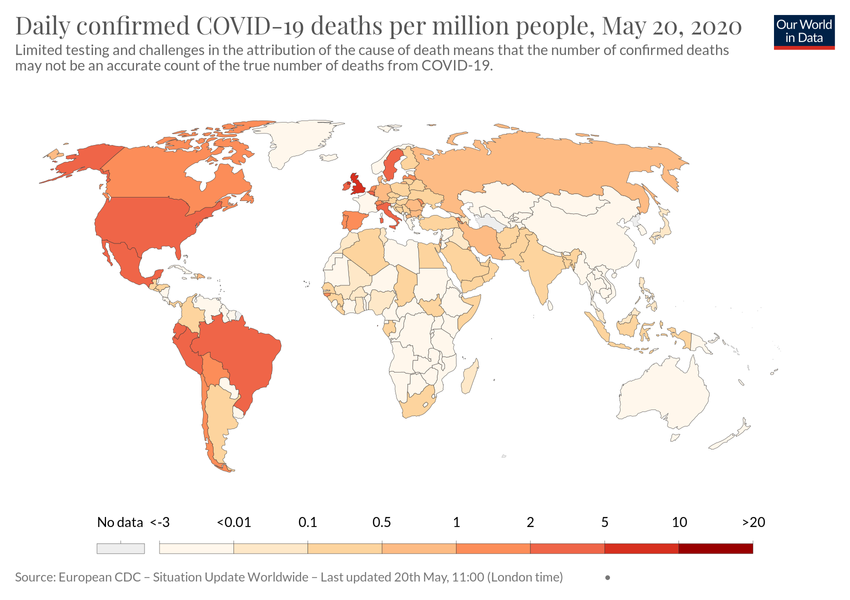 Daily confirmed COVID-19 deaths per million people, May 20, 2020
Our World
in Data
Limited testing and challenges in the attribution of the cause of death means that the number of confirmed deaths
may not be an accurate count of the true number of deaths from COVID-19.
No data <-3 <0.01 0.1 0.5 1 2 5 10 >20
Source: European CDC – Situation Update Worldwide – Last updated 20th May, 11:00 (London time) •